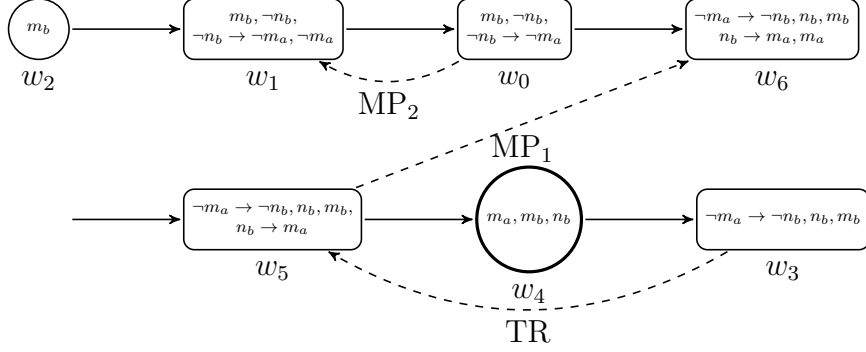 m_b
m_b, ¬n_b,
¬n_b → ¬m_a, ¬m_a
m_b, ¬n_b,
¬n_b → ¬m_a
¬m_a → ¬n_b, n_b, m_b
n_b → m_a, m_a
w_2
w_1
w_0
w_6
MP_2
MP_1
¬m_a → ¬n_b, n_b, m_b,
n_b → m_a
m_a, m_b, n_b
¬m_a → ¬n_b, n_b, m_b
w_5
w_4
w_3
TR